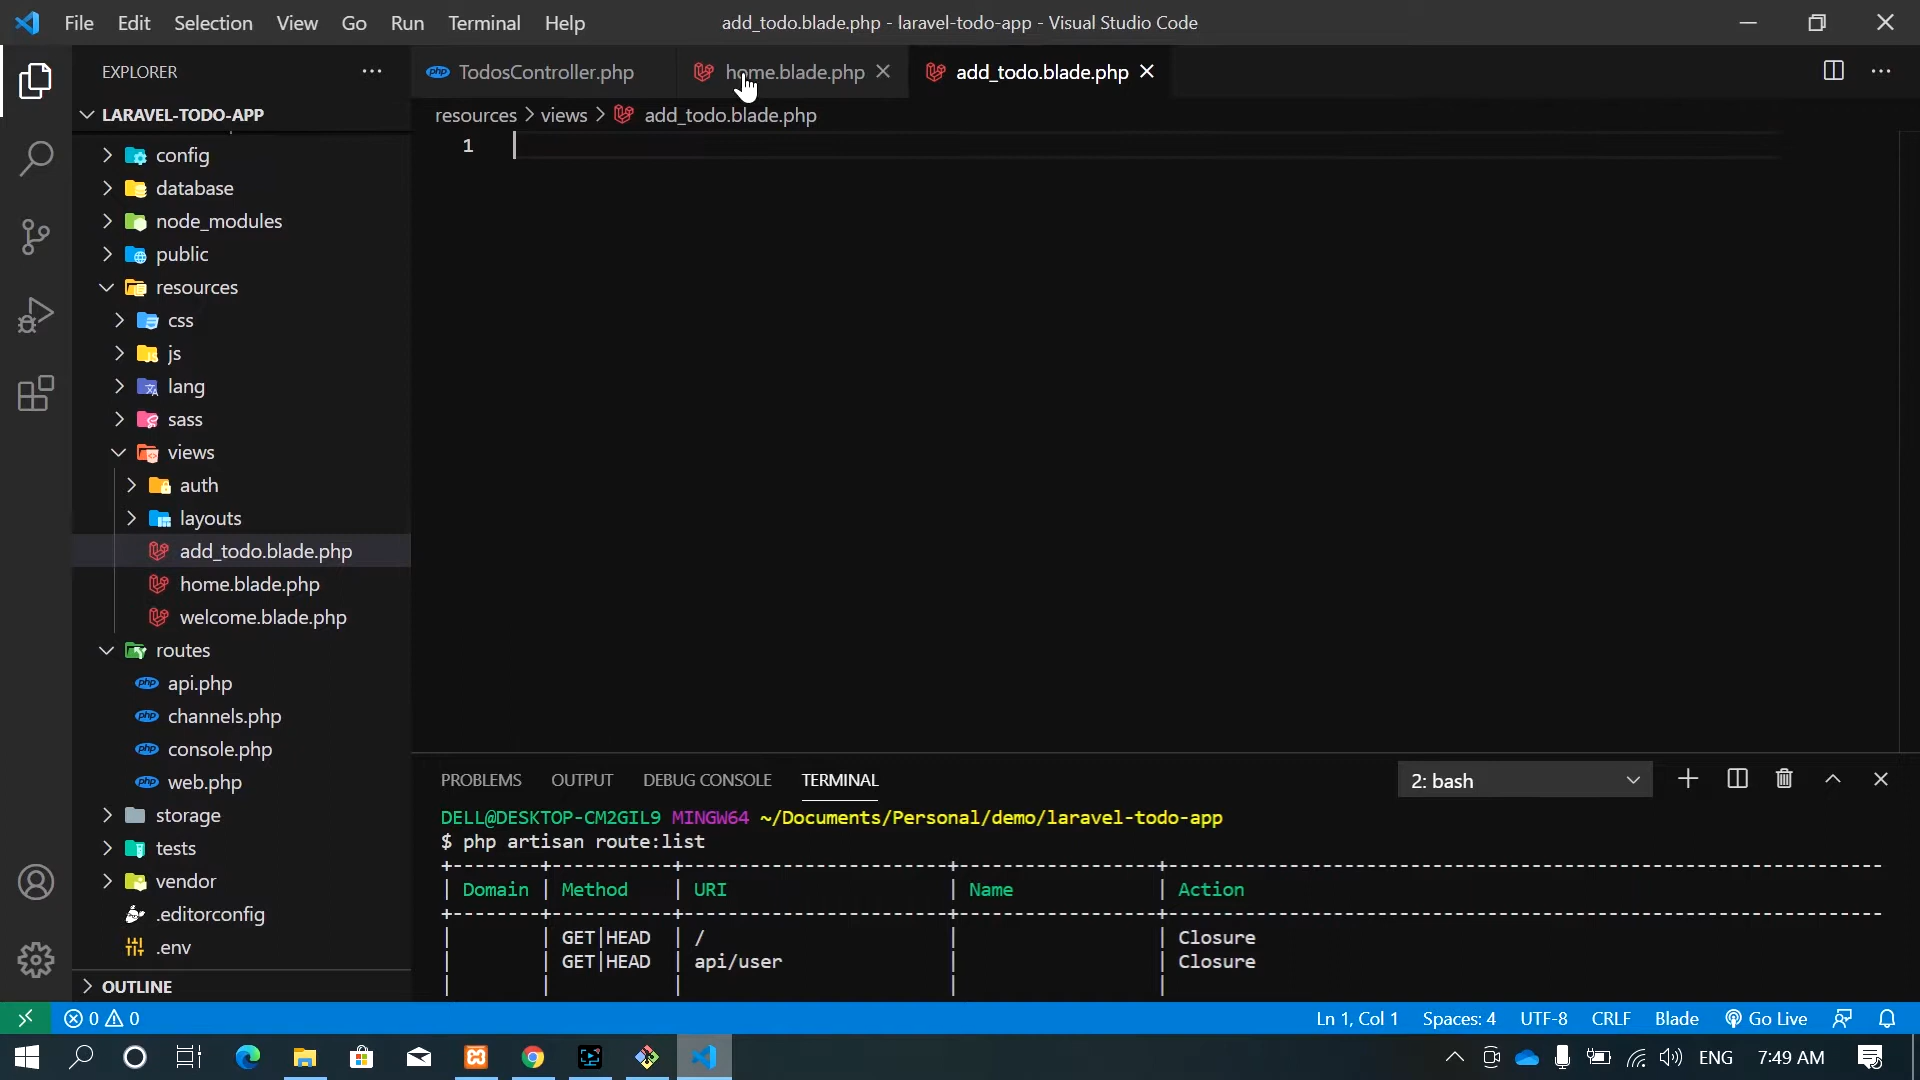 File Edit Selection View Go Run Terminal Help add_todo.blade.php - laravel-todo-app - Visual Studio Code
EXPLORER
TodosController.php home.blade.php add_todo.blade.php
LARAVEL-TODO-APP
resources views add_todo.blade.php
1
config
database
node_modules
public
resources
css
js
lang
sass
views
auth
layouts
add_todo.blade.php
home.blade.php
welcome.blade.php
routes
api.php
channels.php
console.php
web.php
storage
tests
vendor
.editorconfig
.env
OUTLINE
PROBLEMS OUTPUT DEBUG CONSOLE TERMINAL 2: bash
DELL@DESKTOP-CM2GIL9 MINGW64 ~/Documents/Personal/demo/laravel-todo-app
$ php artisan route:list
| Domain | Method | URI | Name | Action
| | GET|HEAD | / | | Closure
| | GET|HEAD | api/user | | Closure
0 0 Ln 1, Col 1 Spaces: 4 UTF-8 CRLF Blade Go Live
ENG 7:49 AM